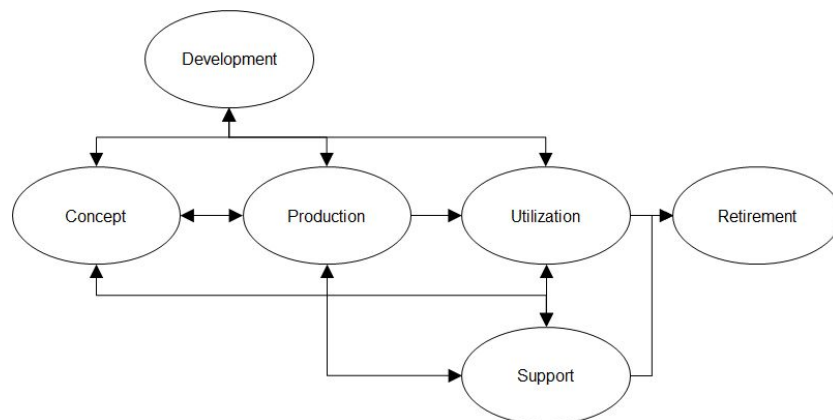 Development
Concept
Production
Utilization
Retirement
Support